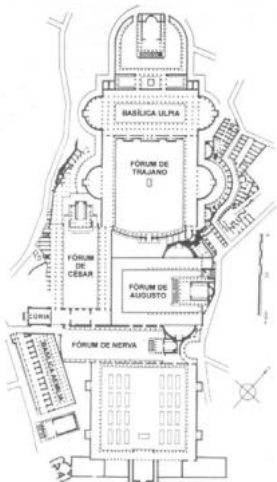 BASÍLICA ULPIA
FÓRUM DE
TRAJANO
FÓRUM
DE
CÉSAR
FÓRUM DE
AUGUSTO
CÚRIA
FÓRUM DE NERVA